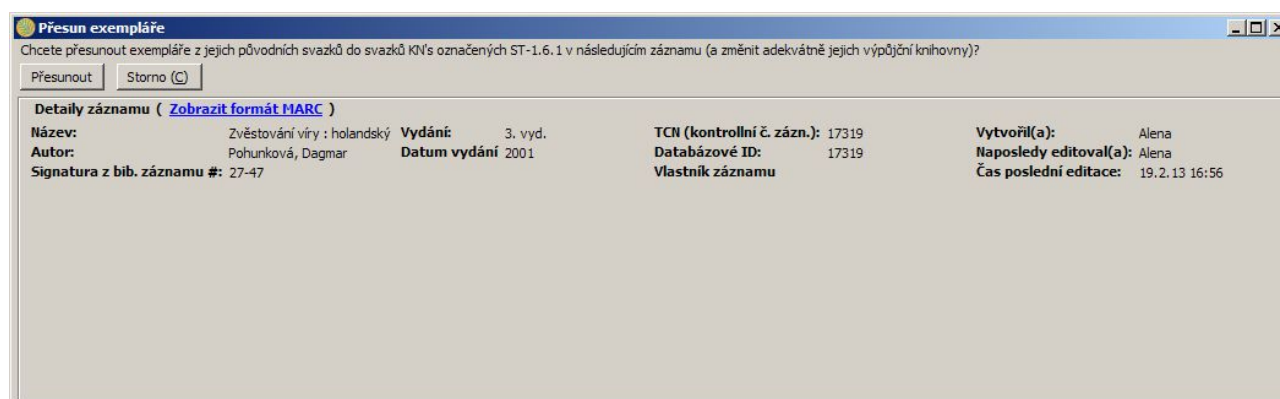 Přesun exempláře
Chcete přesunout exempláře z jejich původních svazků do svazků KN's označených ST-1.6.1 v následujícím záznamu (a změnit adekvátně jejich výpůjční knihovny)?
Přesunout Storno (C)
Detaily záznamu ( Zobrazit formát MARC )
Název: Zvěstování víry : holandský Vydání: 3. vyd. TCN (kontrollní č. zázn.): 17319 Vytvořil(a): Alena
Autor: Pohunková, Dagmar Datum vydání 2001 Databázové ID: 17319 Naposledy editoval(a): Alena
Signatura z bib. záznamu #: 27-47 Vlastník záznamu Čas poslední editace: 19.2.13 16:56